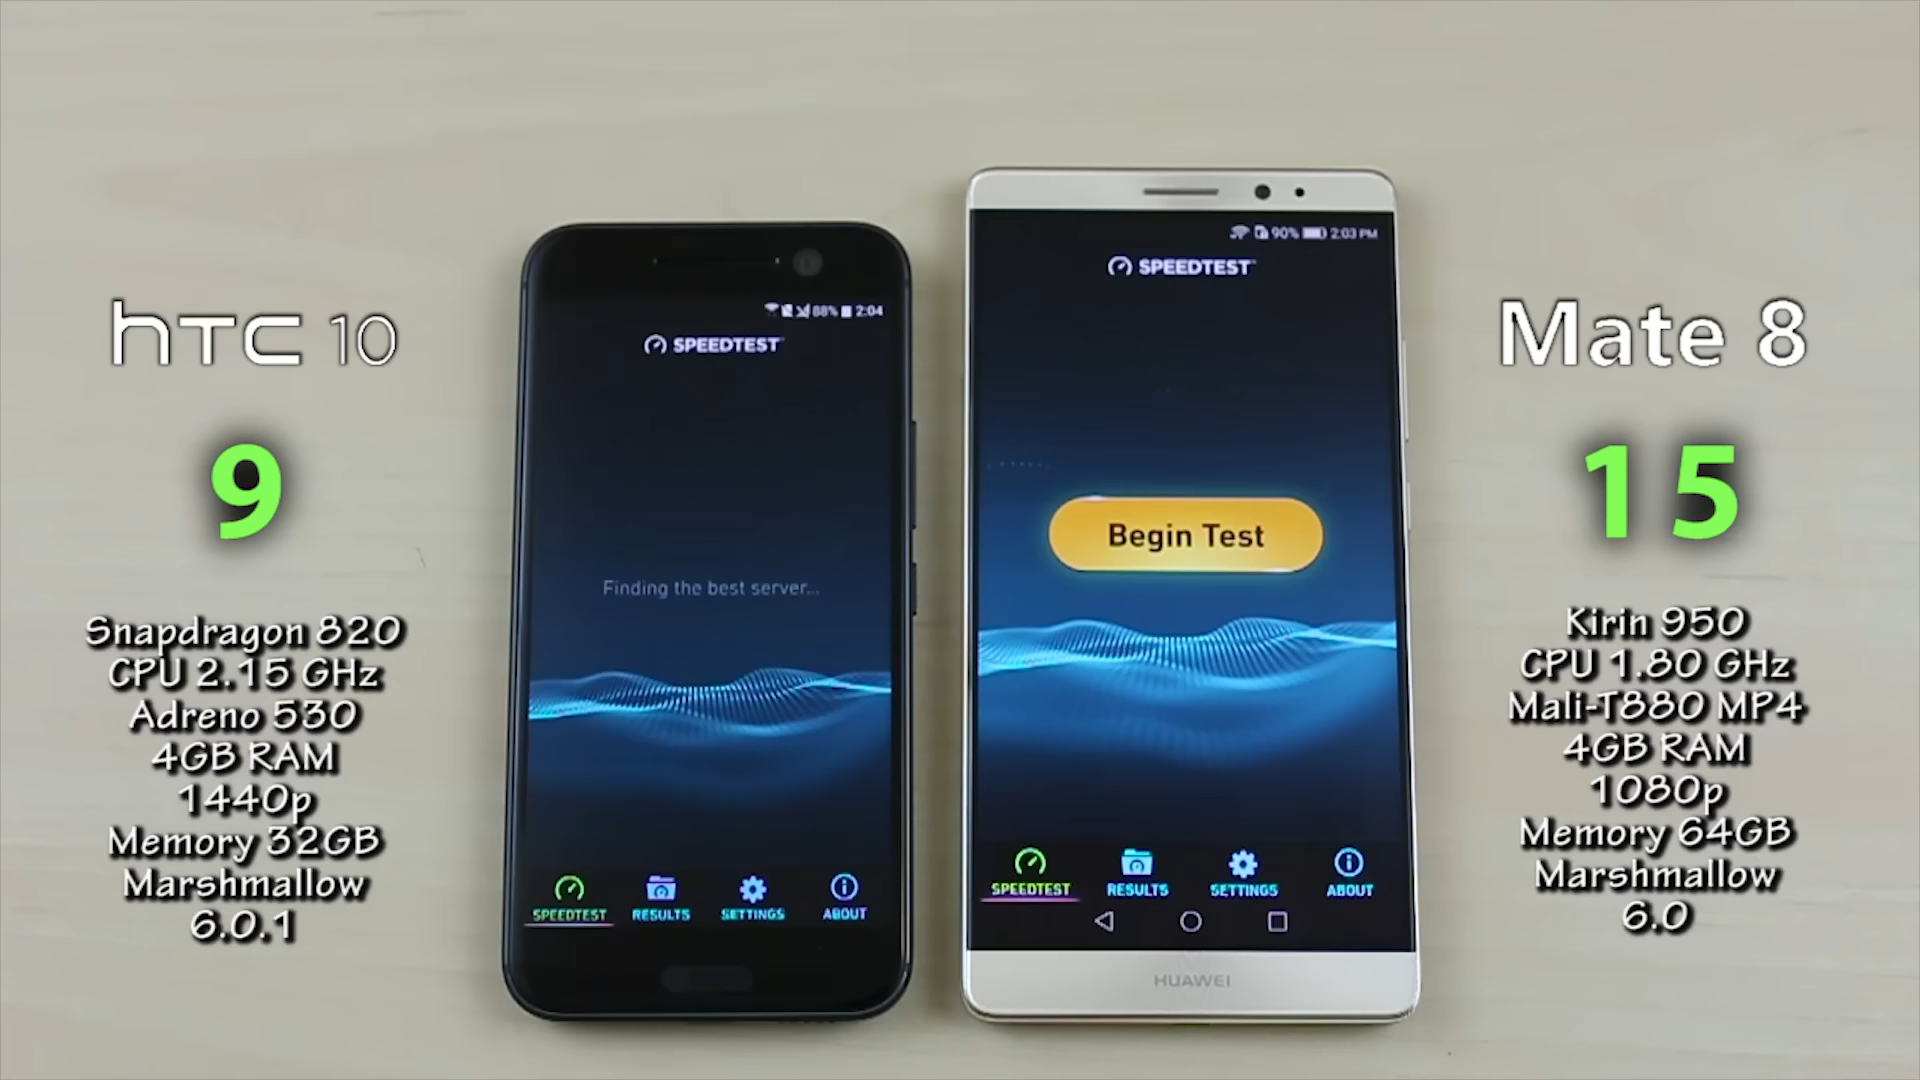 hTC 10
9
Snapdragon 820
CPU 2.15 GHz
Adreno 530
4GB RAM
1440p
Memory 32GB
Marshmallow
6.0.1
88% 2:04
SPEEDTEST
Finding the best server...
SPEEDTEST RESULTS SETTINGS ABOUT
90% 2:03 PM
SPEEDTEST
Begin Test
SPEEDTEST RESULTS SETTINGS ABOUT
HUAWEI
Mate 8
15
Kirin 950
CPU 1.80 GHz
Mali-T880 MP4
4GB RAM
1080p
Memory 64GB
Marshmallow
6.0